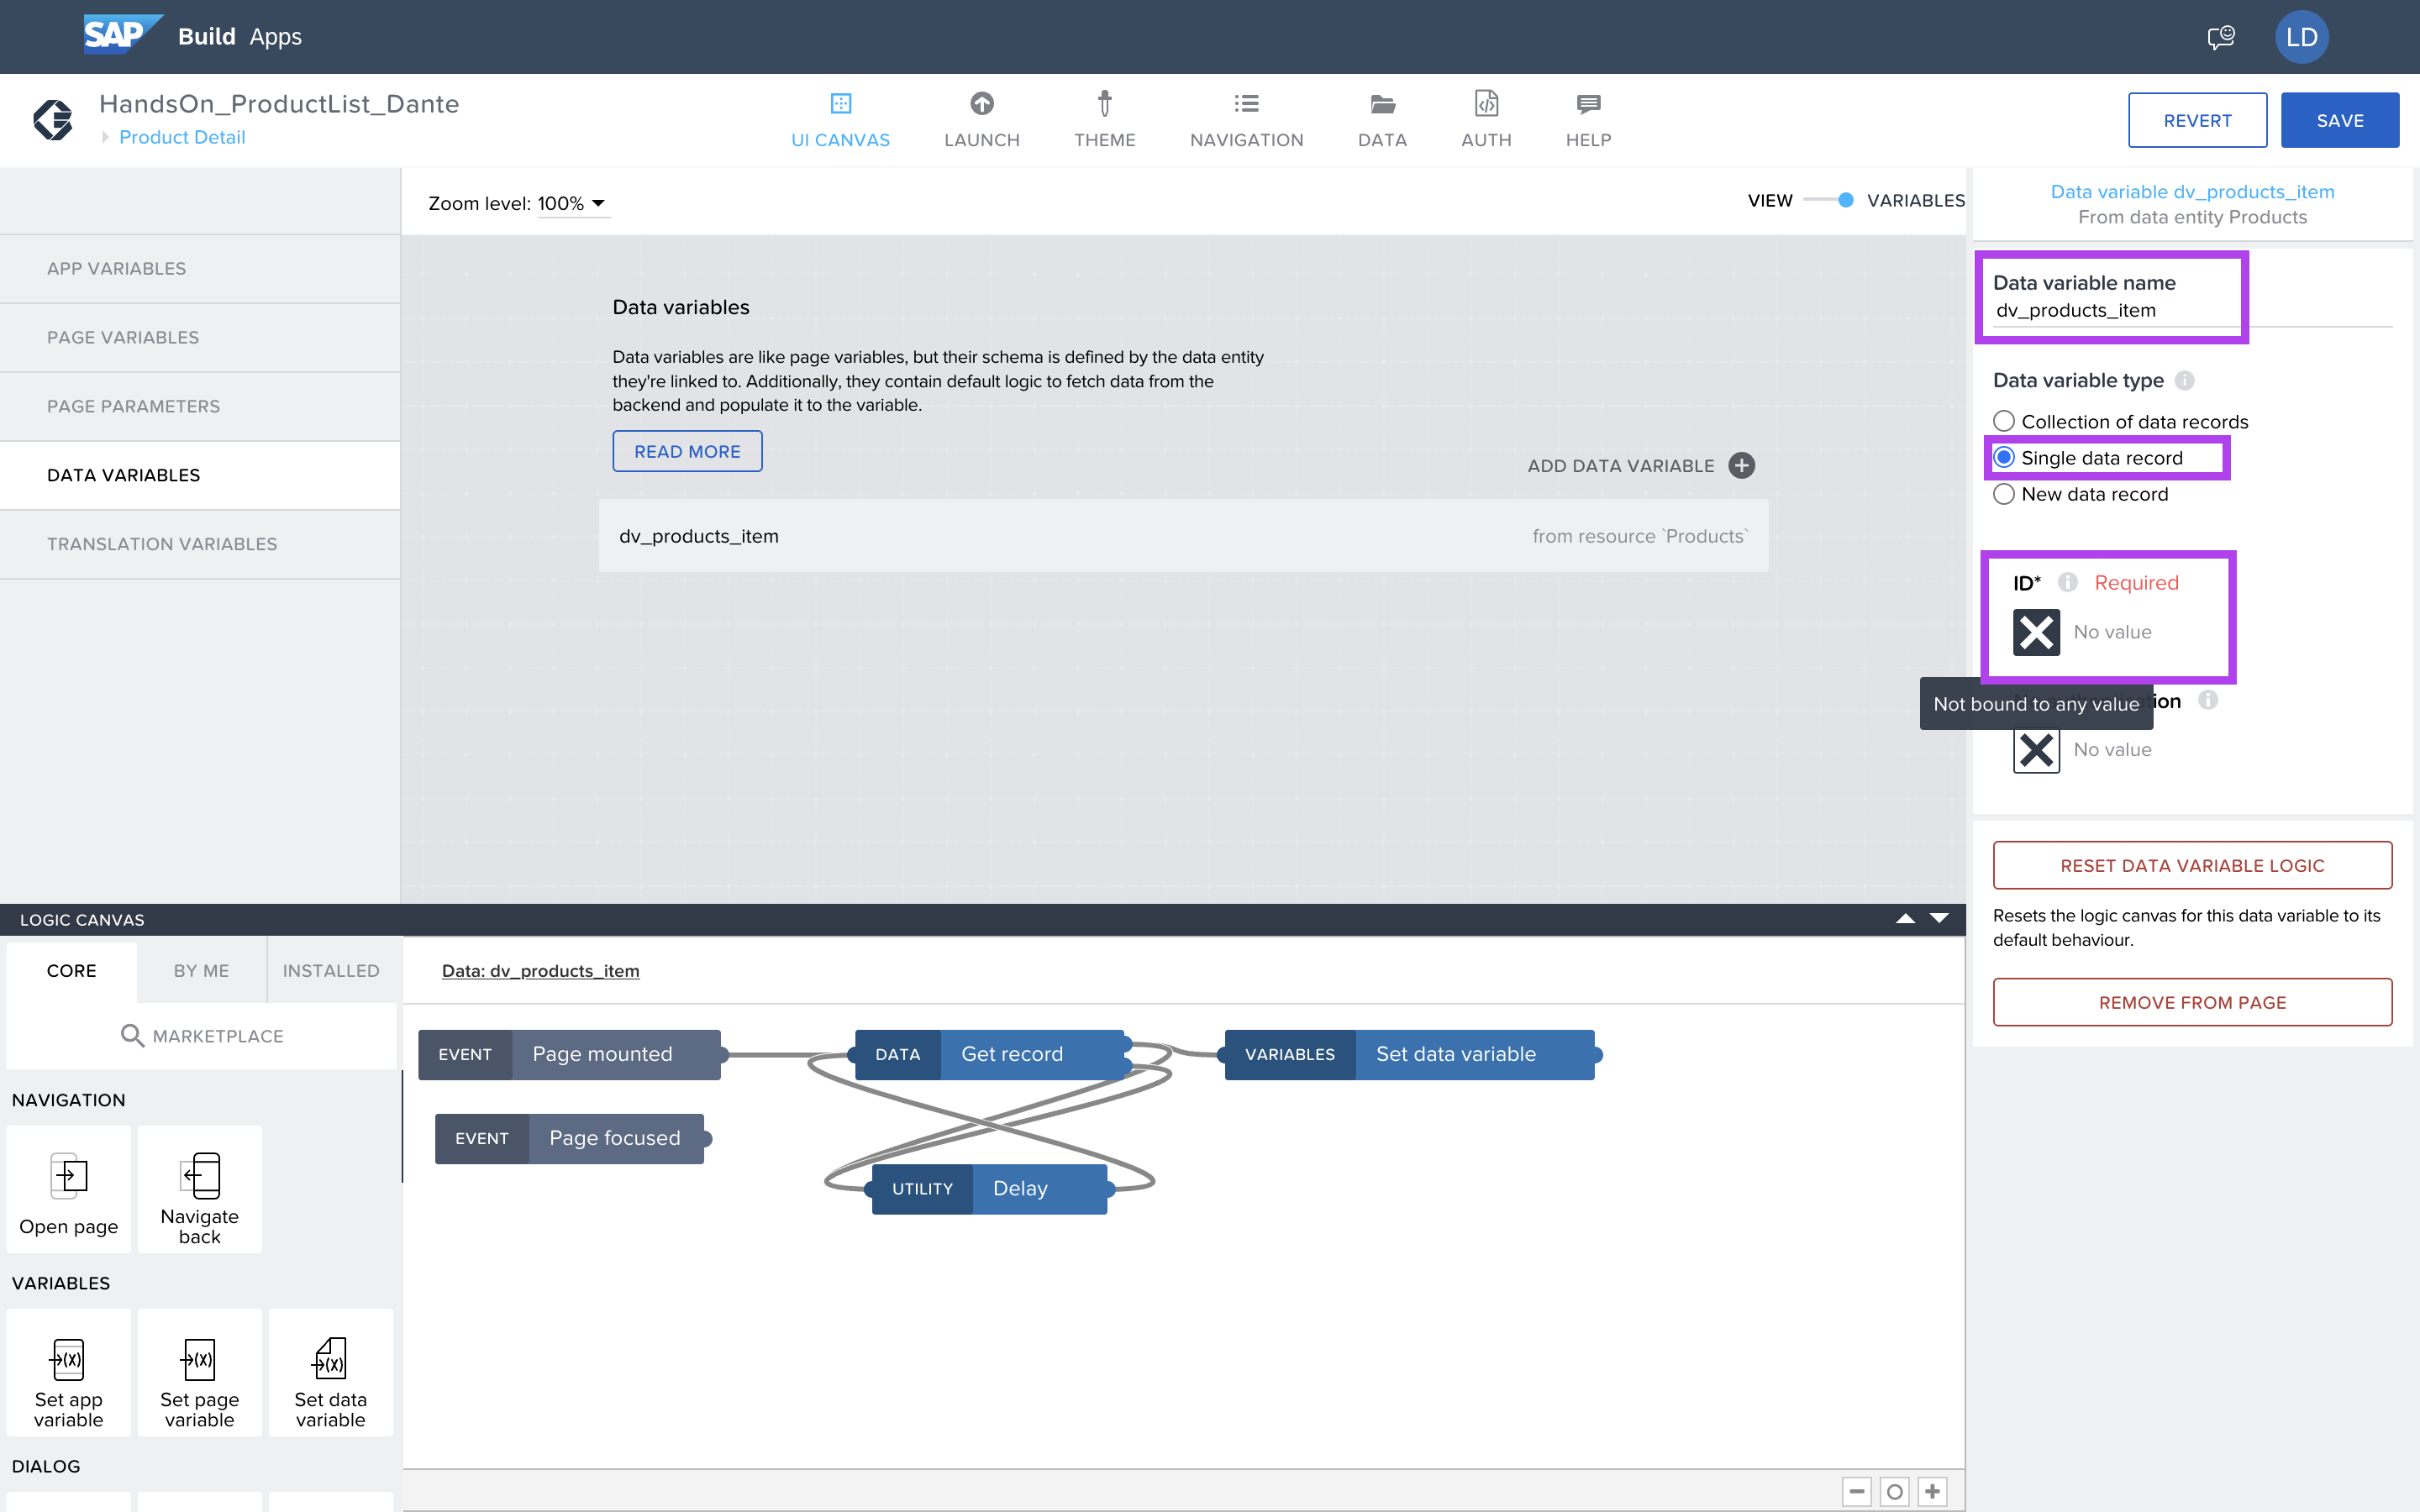 SAP Build Apps
LD
HandsOn_ProductList_Dante
Product Detail
UI CANVAS
LAUNCH
THEME
NAVIGATION
DATA
AUTH
HELP
REVERT
SAVE
APP VARIABLES
PAGE VARIABLES
PAGE PARAMETERS
DATA VARIABLES
TRANSLATION VARIABLES
Zoom level: 100%
VIEW
VARIABLES
Data variables
Data variables are like page variables, but their schema is defined by the data entity
they're linked to. Additionally, they contain default logic to fetch data from the
backend and populate it to the variable.
READ MORE
ADD DATA VARIABLE
dv_products_item
from resource `Products`
Data variable dv_products_item
From data entity Products
Data variable name
dv_products_item
Data variable type
Collection of data records
Single data record
New data record
ID* Required
No value
Not bound to any value
No value
RESET DATA VARIABLE LOGIC
Resets the logic canvas for this data variable to its
default behaviour.
REMOVE FROM PAGE
LOGIC CANVAS
CORE
BY ME
INSTALLED
MARKETPLACE
NAVIGATION
Open page
Navigate
back
VARIABLES
Set app
variable
Set page
variable
Set data
variable
DIALOG
Data: dv_products_item
EVENT Page mounted
DATA Get record
VARIABLES Set data variable
EVENT Page focused
UTILITY Delay